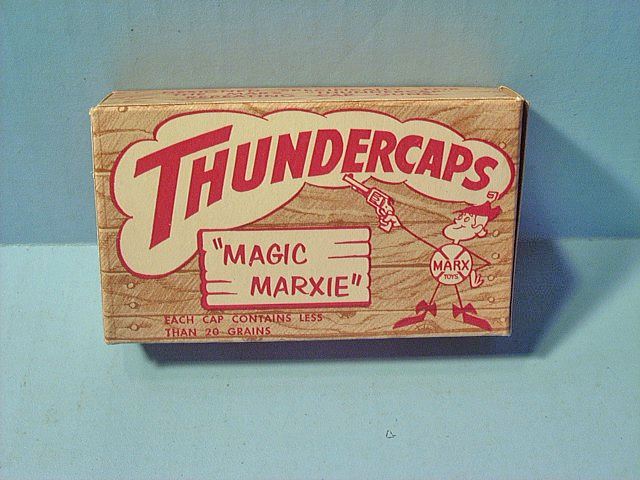 THUNDERCAPS
"MAGIC
MARXIE"
MARX
TOYS
EACH CAP CONTAINS LESS
THAN 20 GRAINS